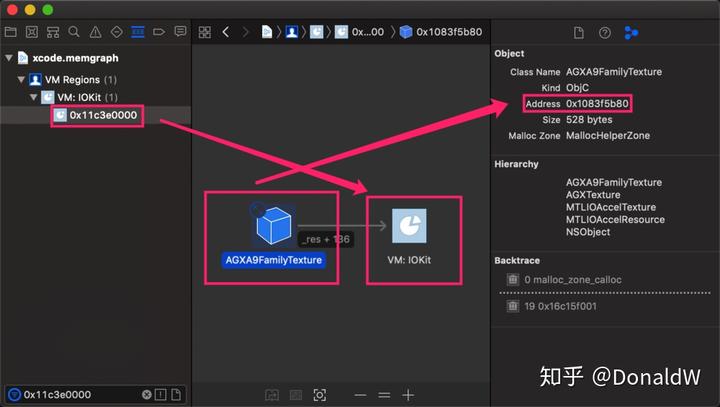 0x...00
0x1083f5b80
xcode.memgraph
VM Regions (1)
VM: IOKit (1)
0x11c3e0000
_res + 136
AGXA9FamilyTexture
VM: IOKit
Object
Class Name AGXA9FamilyTexture
Kind ObjC
Address 0x1083f5b80
Size 528 bytes
Malloc Zone MallocHelperZone
Hierarchy
AGXA9FamilyTexture
AGXTexture
MTLIOAccelTexture
MTLIOAccelResource
NSObject
Backtrace
0 malloc_zone_calloc
19 0x16c15f001
0x11c3e0000
知乎 @DonaldW